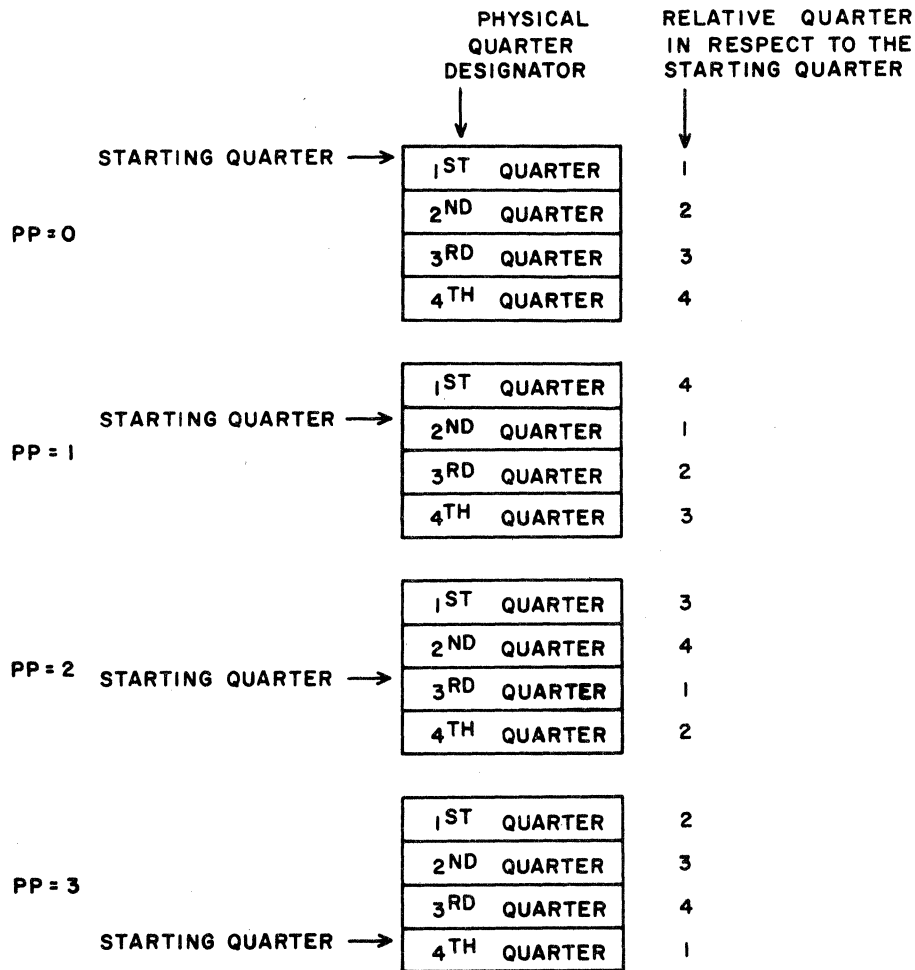 PHYSICAL QUARTER DESIGNATOR
RELATIVE QUARTER IN RESPECT TO THE STARTING QUARTER
STARTING QUARTER
PP=0
1ST QUARTER 1
2ND QUARTER 2
3RD QUARTER 3
4TH QUARTER 4
STARTING QUARTER
PP=1
1ST QUARTER 4
2ND QUARTER 1
3RD QUARTER 2
4TH QUARTER 3
PP=2
STARTING QUARTER
1ST QUARTER 3
2ND QUARTER 4
3RD QUARTER 1
4TH QUARTER 2
PP=3
STARTING QUARTER
1ST QUARTER 2
2ND QUARTER 3
3RD QUARTER 4
4TH QUARTER 1